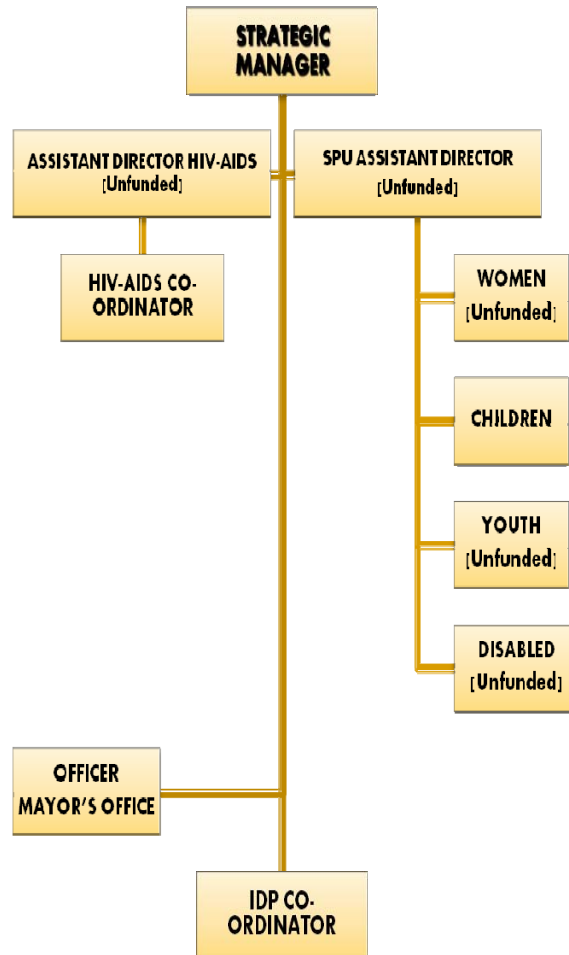 STRATEGIC
MANAGER
ASSISTANT DIRECTOR HIV-AIDS
[Unfunded]
SPU ASSISTANT DIRECTOR
[Unfunded]
HIV-AIDS CO-
ORDINATOR
WOMEN
[Unfunded]
CHILDREN
YOUTH
[Unfunded]
DISABLED
[Unfunded]
OFFICER
MAYOR'S OFFICE
IDP CO-
ORDINATOR